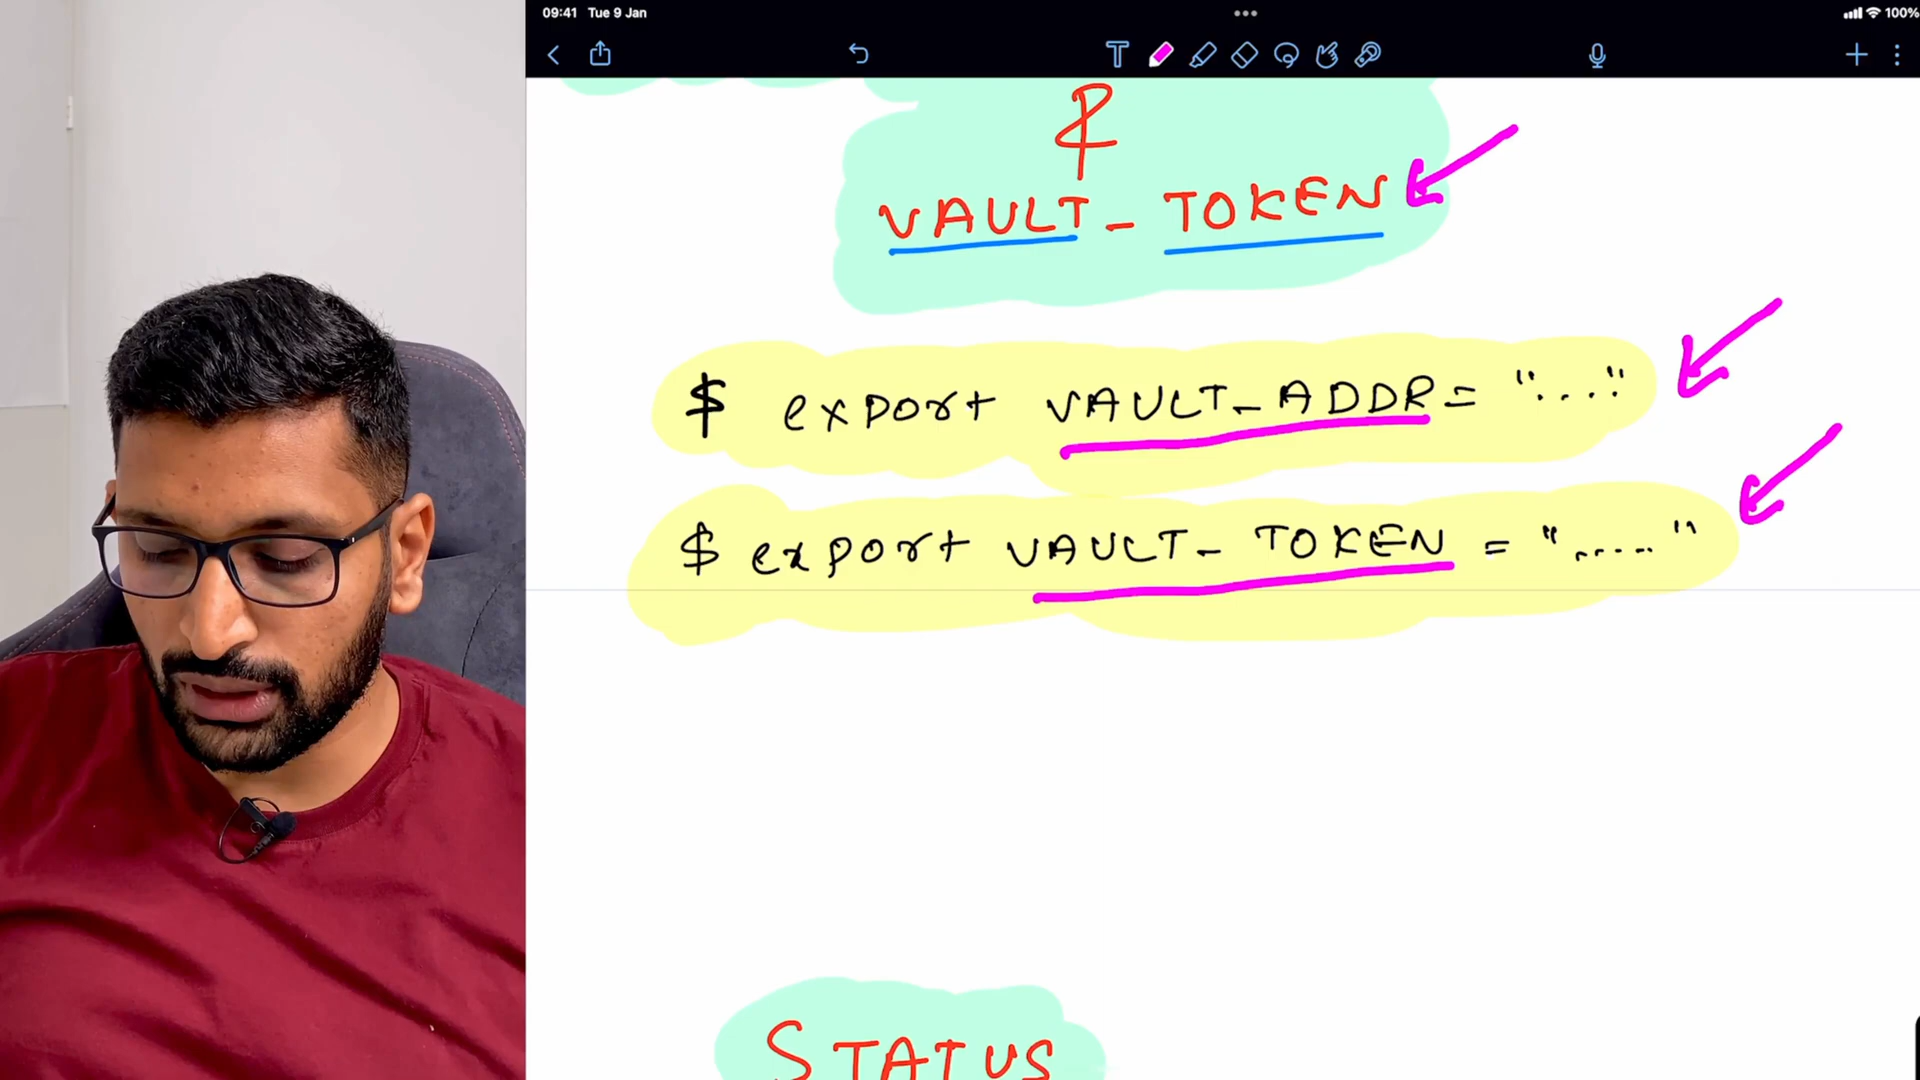 09:41 Tue 9 Jan
100%
&
VAULT_TOKEN
$ export VAULT_ADDR= "...."
$ export VAULT_TOKEN = "....."
STATUS